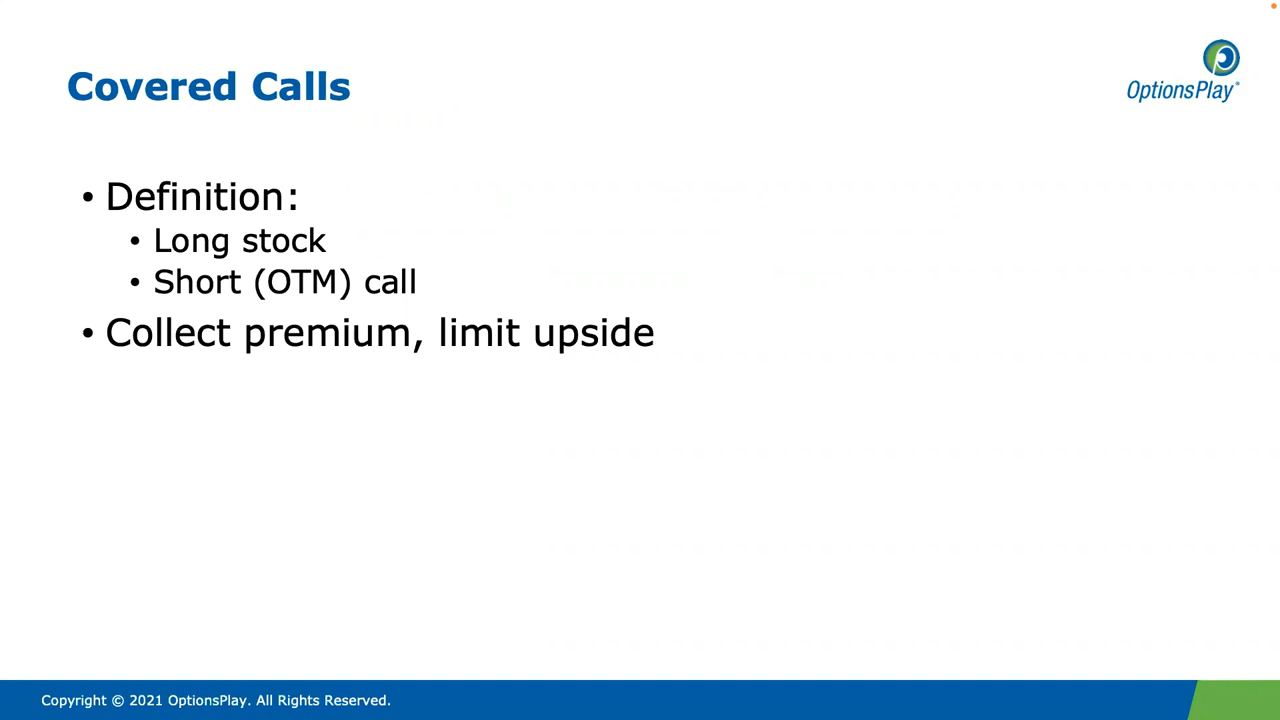 Covered Calls
OptionsPlay
• Definition:
• Long stock
• Short (OTM) call
• Collect premium, limit upside
Copyright © 2021 OptionsPlay. All Rights Reserved.